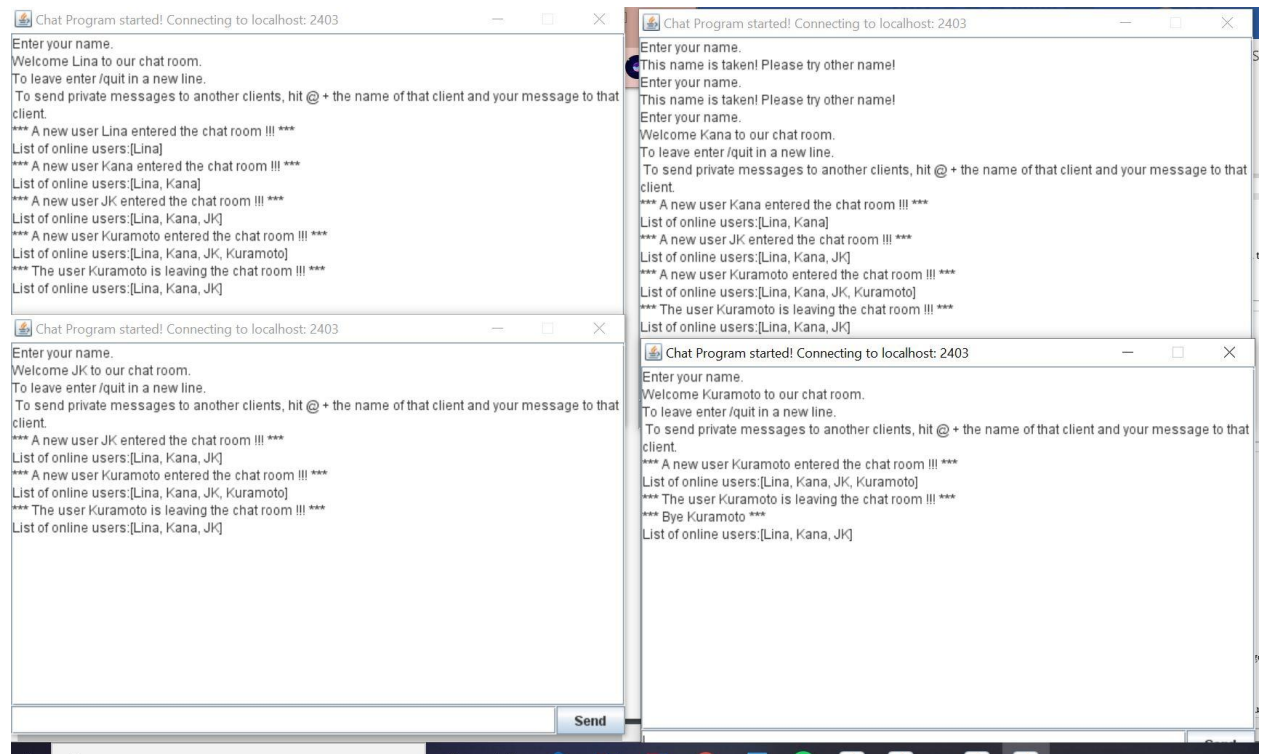 Chat Program started! Connecting to localhost: 2403
Enter your name.
Welcome Lina to our chat room.
To leave enter /quit in a new line.
To send private messages to another clients, hit @ + the name of that client and your message to that
client.
*** A new user Lina entered the chat room !!! ***
List of online users:[Lina]
*** A new user Kana entered the chat room !!! ***
List of online users:[Lina, Kana]
*** A new user JK entered the chat room !!! ***
List of online users:[Lina, Kana, JK]
*** A new user Kuramoto entered the chat room !!! ***
List of online users:[Lina, Kana, JK, Kuramoto]
*** The user Kuramoto is leaving the chat room !!! ***
List of online users:[Lina, Kana, JK]
Chat Program started! Connecting to localhost: 2403
Enter your name.
This name is taken! Please try other name!
Enter your name.
This name is taken! Please try other name!
Enter your name.
Welcome Kana to our chat room.
To leave enter /quit in a new line.
To send private messages to another clients, hit @ + the name of that client and your message to that
client.
*** A new user Kana entered the chat room !!! ***
List of online users:[Lina, Kana]
*** A new user JK entered the chat room !!! ***
List of online users:[Lina, Kana, JK]
*** A new user Kuramoto entered the chat room !!! ***
List of online users:[Lina, Kana, JK, Kuramoto]
*** The user Kuramoto is leaving the chat room !!! ***
List of online users:[Lina, Kana, JK]
Chat Program started! Connecting to localhost: 2403
Enter your name.
Welcome JK to our chat room.
To leave enter /quit in a new line.
To send private messages to another clients, hit @ + the name of that client and your message to that
client.
*** A new user JK entered the chat room !!! ***
List of online users:[Lina, Kana, JK]
*** A new user Kuramoto entered the chat room !!! ***
List of online users:[Lina, Kana, JK, Kuramoto]
*** The user Kuramoto is leaving the chat room !!! ***
List of online users:[Lina, Kana, JK]
Send
Chat Program started! Connecting to localhost: 2403
Enter your name.
Welcome Kuramoto to our chat room.
To leave enter /quit in a new line.
To send private messages to another clients, hit @ + the name of that client and your message to that
client.
*** A new user Kuramoto entered the chat room !!! ***
List of online users:[Lina, Kana, JK, Kuramoto]
*** The user Kuramoto is leaving the chat room !!! ***
*** Bye Kuramoto ***
List of online users:[Lina, Kana, JK]